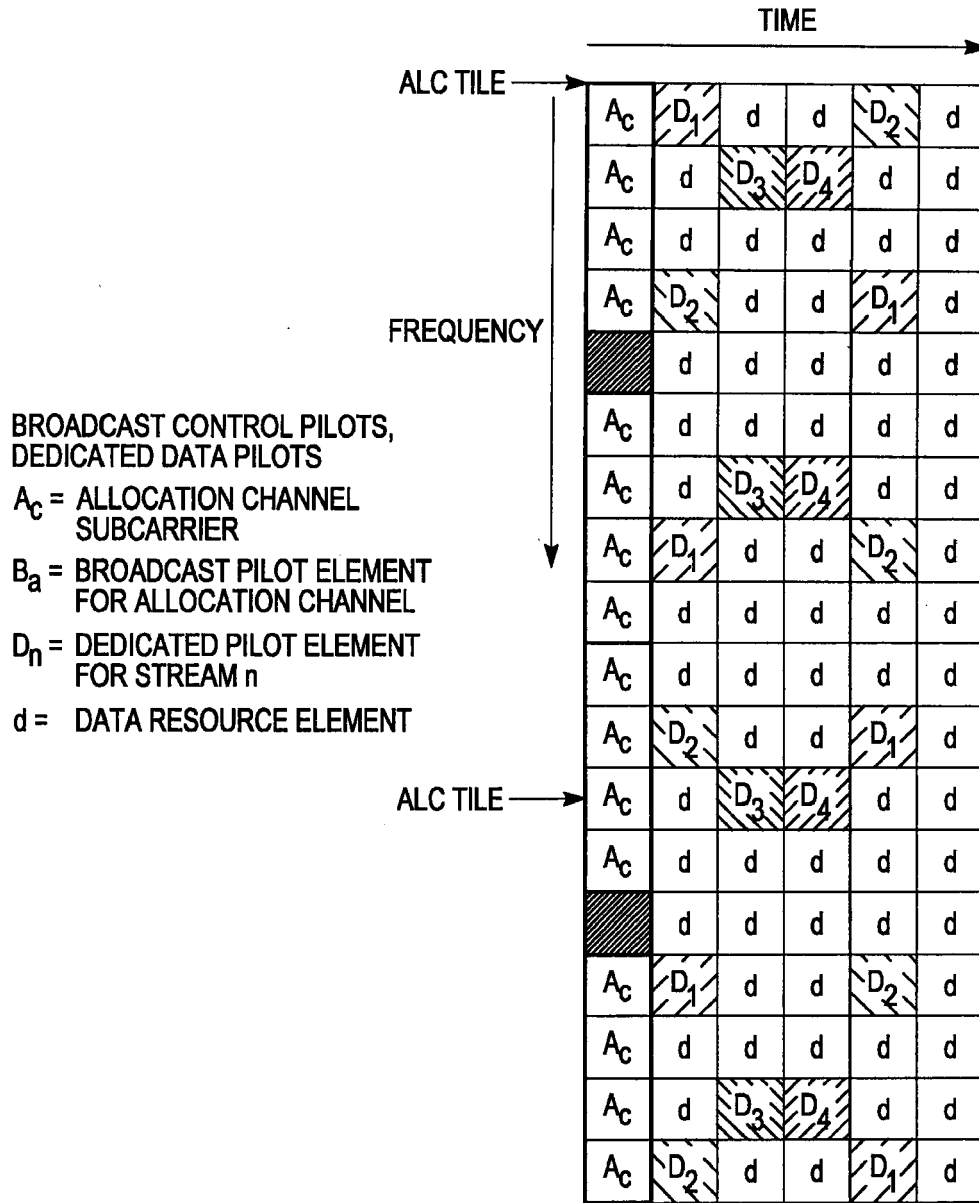 TIME
ALC TILE
FREQUENCY
BROADCAST CONTROL PILOTS,
DEDICATED DATA PILOTS
Ac = ALLOCATION CHANNEL
SUBCARRIER
Ba = BROADCAST PILOT ELEMENT
FOR ALLOCATION CHANNEL
Dn = DEDICATED PILOT ELEMENT
FOR STREAM n
d = DATA RESOURCE ELEMENT
ALC TILE
Ac D1 d d D2 d
Ac d D3 D4 d d
Ac d d d d d
Ac D2 d d D1 d
d d d d d
Ac d d d d d
Ac d D3 D4 d d
Ac D1 d d D2 d
Ac d d d d d
Ac d d d d d
Ac D2 d d D1 d
Ac d D3 D4 d d
Ac d d d d d
d d d d d
Ac D1 d d D2 d
Ac d d d d d
Ac d D3 D4 d d
Ac D2 d d D1 d